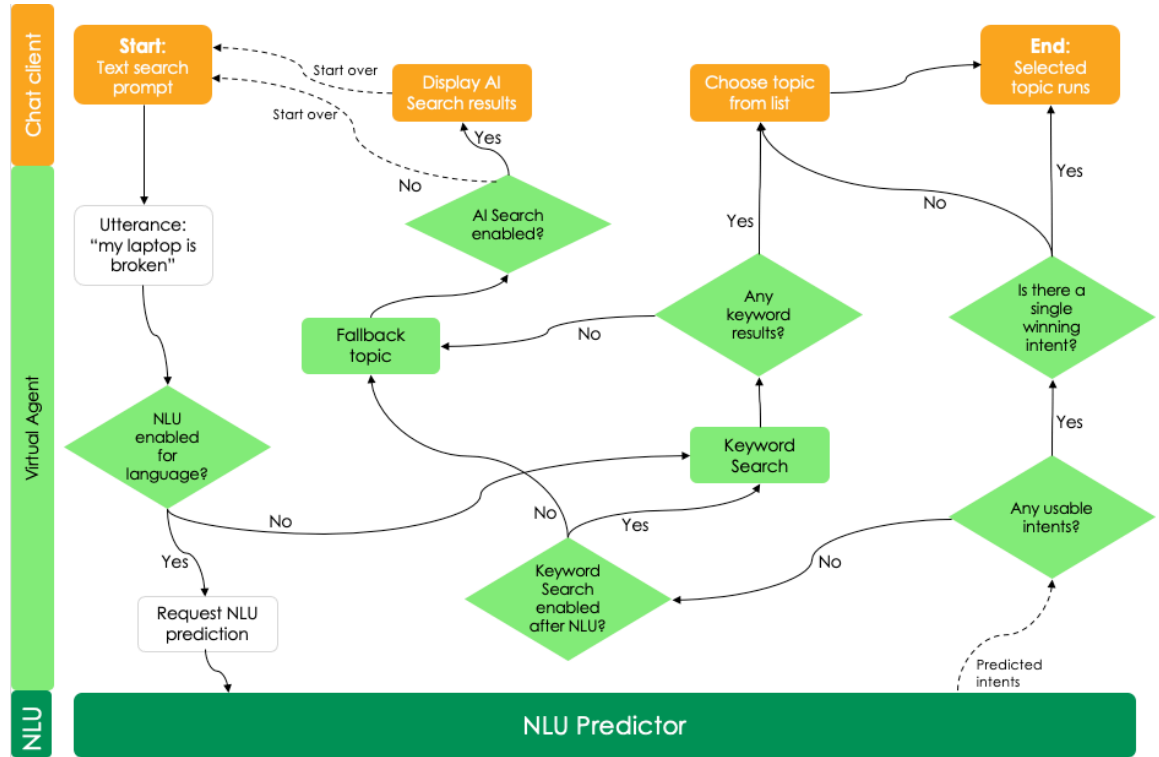 Chat client
Start:
Text search
prompt
Start over
Start over
Display AI
Search results
Choose topic
from list
End:
Selected
topic runs
Yes
No
Yes
No
Yes
Virtual Agent
Utterance:
“my laptop is
broken”
AI Search
enabled?
Fallback
topic
No
Any
keyword
results?
Is there a
single
winning
intent?
NLU
enabled
for
language?
Keyword
Search
Yes
No
No
Yes
Any usable
intents?
Yes
No
Keyword
Search
enabled
after NLU?
Request NLU
prediction
Predicted
intents
NLU
NLU Predictor